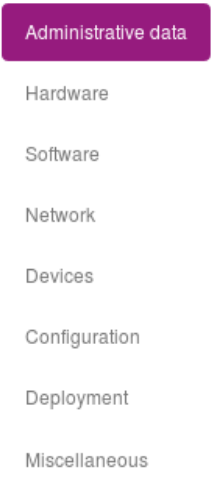 Administrative data
Hardware
Software
Network
Devices
Configuration
Deployment
Miscellaneous